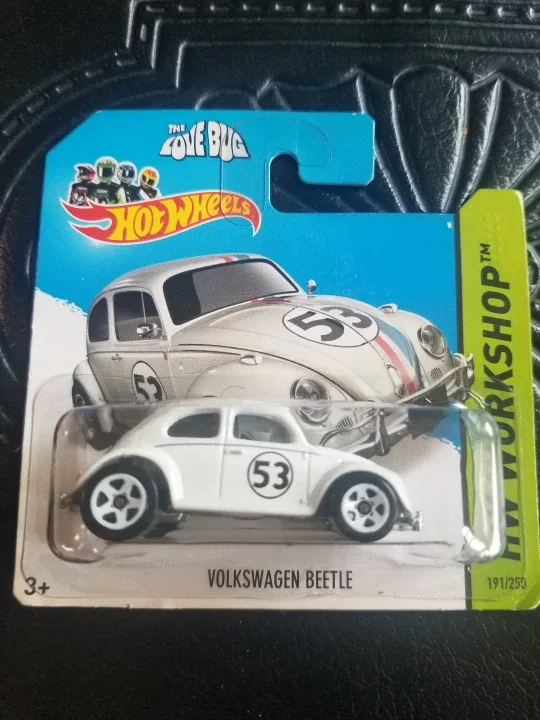 THE
LOVE BUG
HOT WHEELS
HW WORKSHOP™
53
53
53
VOLKSWAGEN BEETLE
3+
191/250